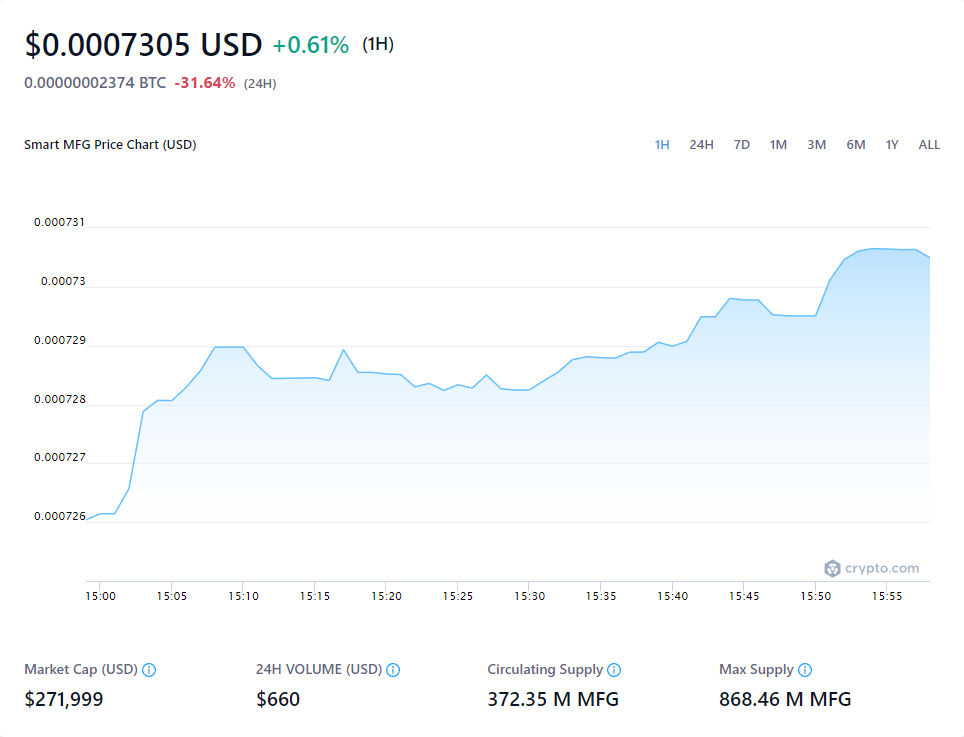 $0.0007305 USD +0.61% (1H)
0.00000002374 BTC -31.64% (24H)
Smart MFG Price Chart (USD)
1H 24H 7D 1M 3M 6M 1Y ALL
0.000731
0.00073
0.000729
0.000728
0.000727
0.000726
crypto.com
15:00 15:05 15:10 15:15 15:20 15:25 15:30 15:35 15:40 15:45 15:50 15:55
Market Cap (USD) 24H VOLUME (USD) Circulating Supply Max Supply
$271,999 $660 372.35 M MFG 868.46 M MFG